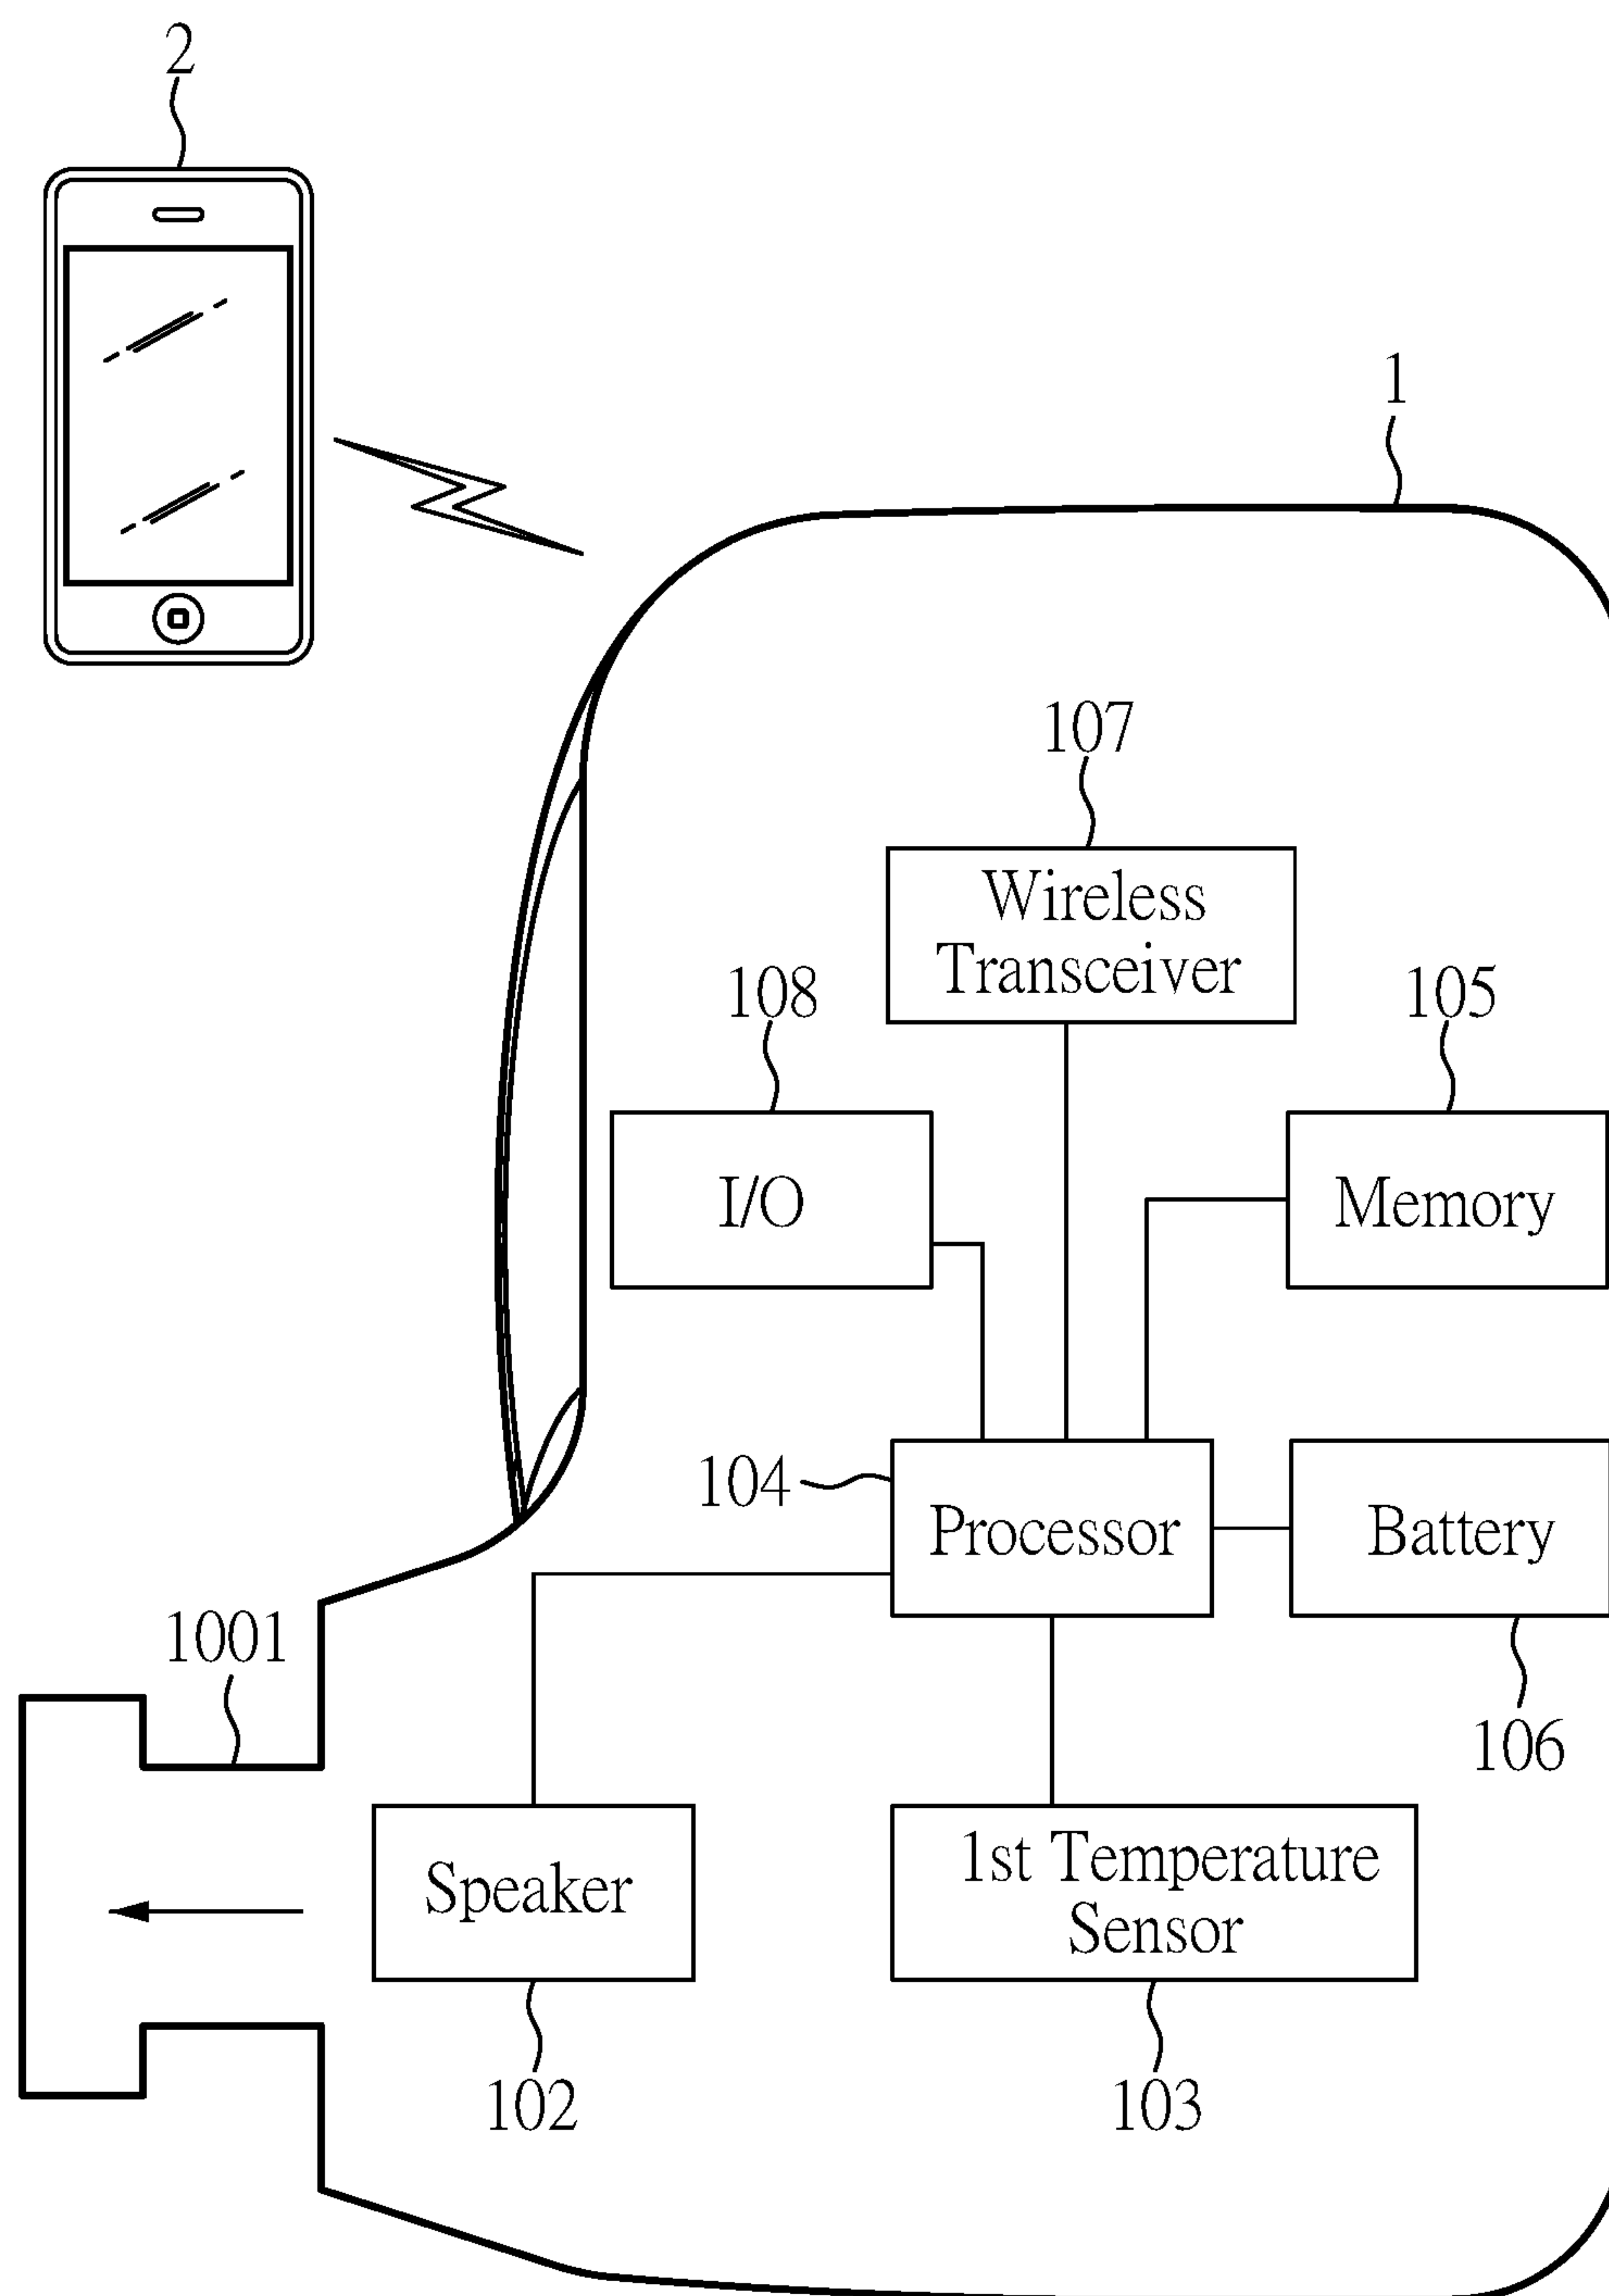 2
1
107
Wireless
Transceiver
108
105
I/O
Memory
104
Processor
Battery
1001
106
Speaker
1st Temperature
Sensor
102
103